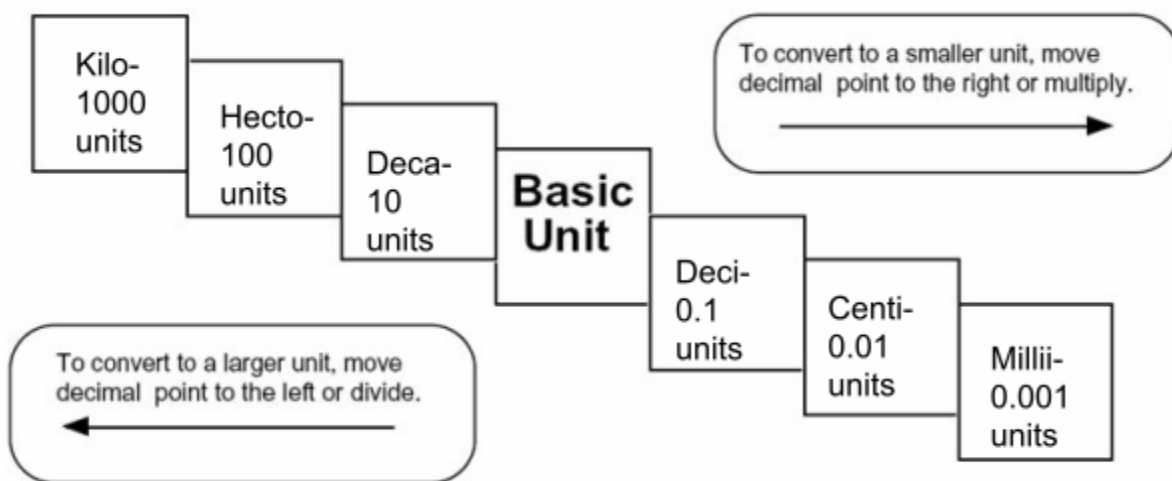 Kilo-
1000
units
Hecto-
100
units
Deca-
10
units
Basic
Unit
Deci-
0.1
units
Centi-
0.01
units
Millii-
0.001
units
To convert to a smaller unit, move
decimal point to the right or multiply.
To convert to a larger unit, move
decimal point to the left or divide.